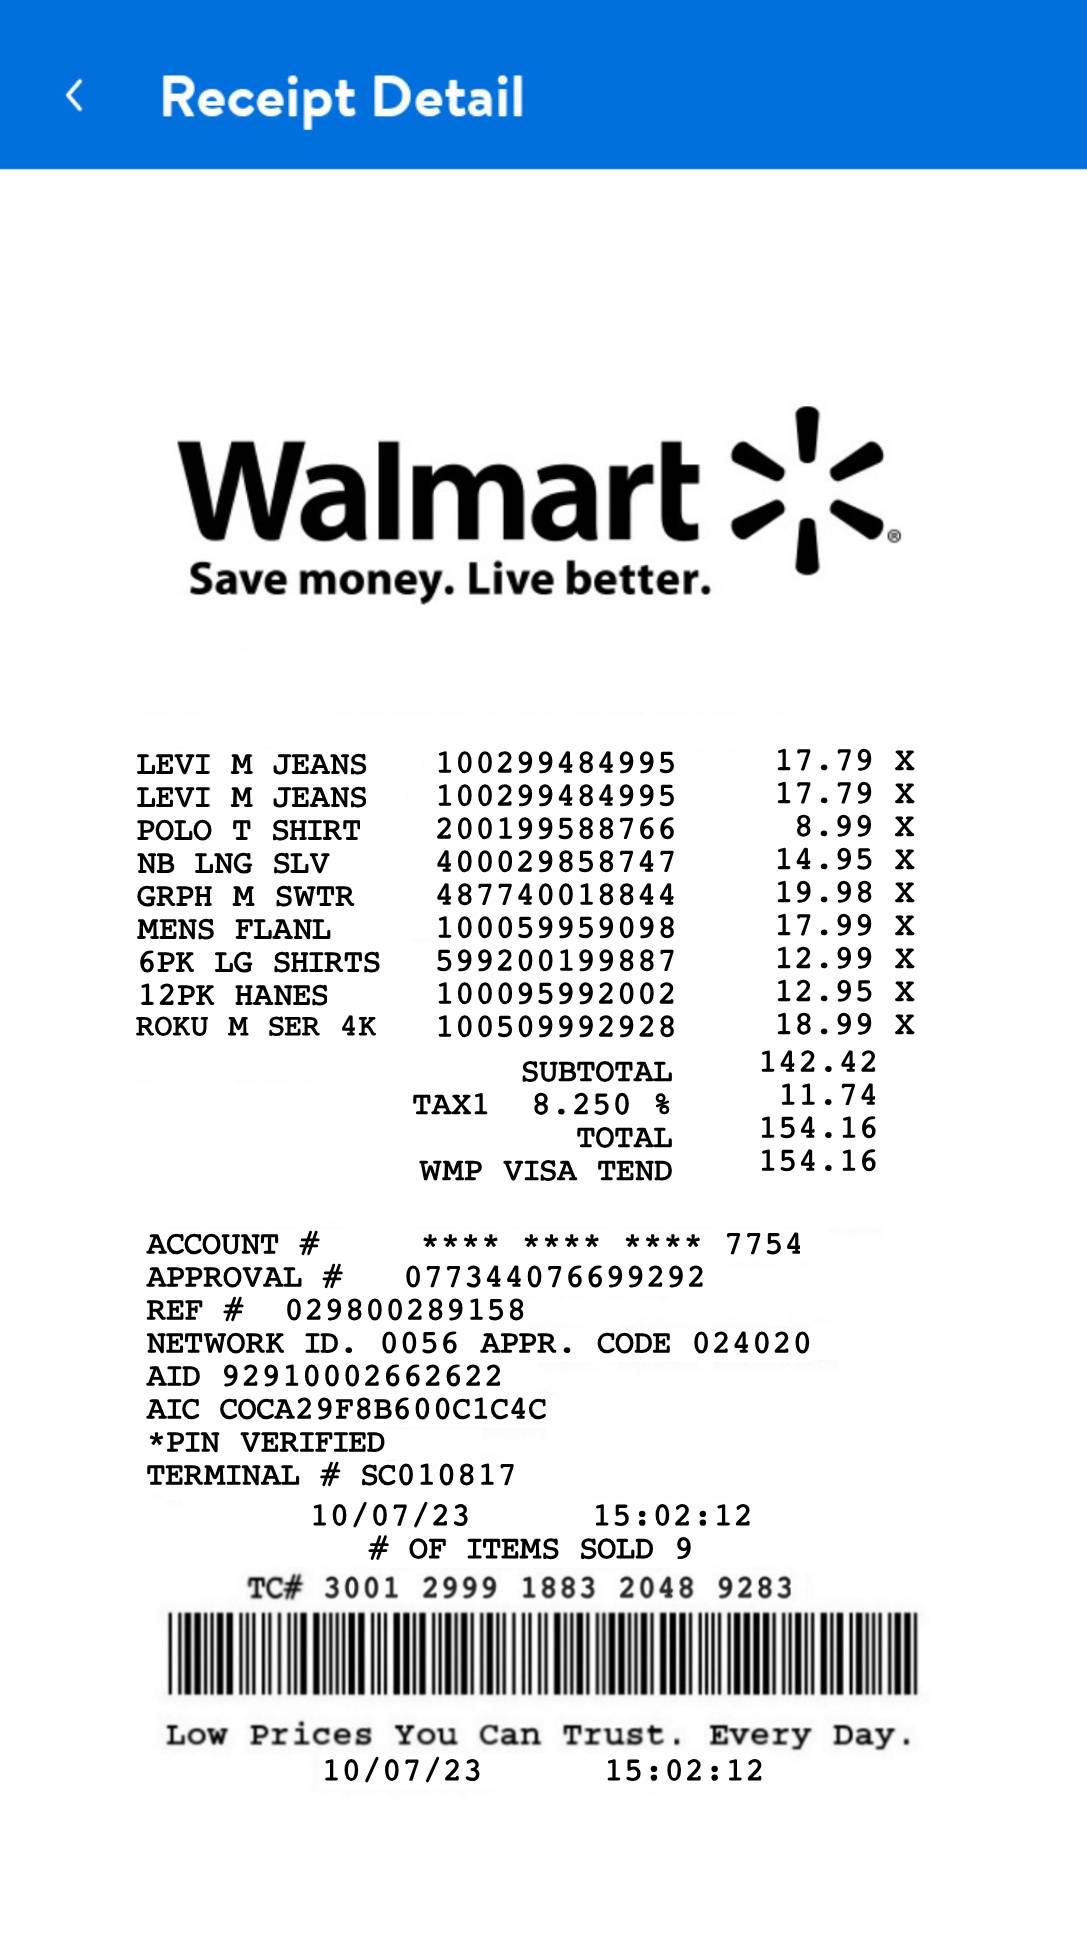 Receipt Detail
Walmart
Save money. Live better.
LEVI M JEANS 100299484995 17.79 X
LEVI M JEANS 100299484995 17.79 X
POLO T SHIRT 200199588766 8.99 X
NB LNG SLV 400029858747 14.95 X
GRPH M SWTR 487740018844 19.98 X
MENS FLANL 100059959098 17.99 X
6PK LG SHIRTS 599200199887 12.99 X
12PK HANES 100095992002 12.95 X
ROKU M SER 4K 100509992928 18.99 X
SUBTOTAL 142.42
TAX1 8.250 % 11.74
TOTAL 154.16
WMP VISA TEND 154.16
ACCOUNT # **** **** **** 7754
APPROVAL # 077344076699292
REF # 029800289158
NETWORK ID. 0056 APPR. CODE 024020
AID 92910002662622
AIC COCA29F8B600C1C4C
*PIN VERIFIED
TERMINAL # SC010817
10/07/23 15:02:12
# OF ITEMS SOLD 9
TC# 3001 2999 1883 2048 9283
Low Prices You Can Trust. Every Day.
10/07/23 15:02:12